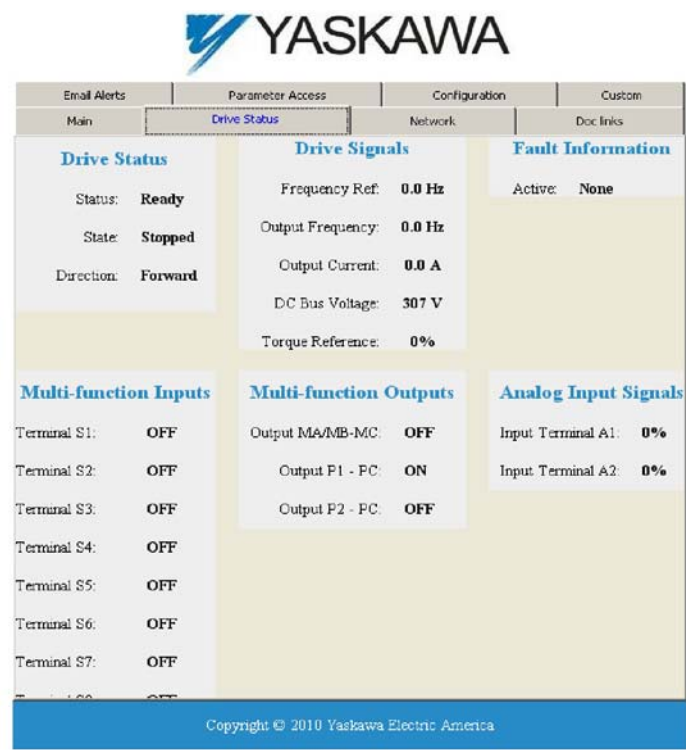 YASKAWA
Email Alerts Parameter Access Configuration Custom
Main Drive Status Network Doc links
Drive Status
Status: Ready
State: Stopped
Direction: Forward
Drive Signals
Frequency Ref: 0.0 Hz
Output Frequency: 0.0 Hz
Output Current: 0.0 A
DC Bus Voltage: 307 V
Torque Reference: 0%
Fault Information
Active: None
Multi-function Inputs
Terminal S1: OFF
Terminal S2: OFF
Terminal S3: OFF
Terminal S4: OFF
Terminal S5: OFF
Terminal S6: OFF
Terminal S7: OFF
Multi-function Outputs
Output MA/MB-MC: OFF
Output P1 - PC: ON
Output P2 - PC: OFF
Analog Input Signals
Input Terminal A1: 0%
Input Terminal A2: 0%
Copyright © 2010 Yaskawa Electric America